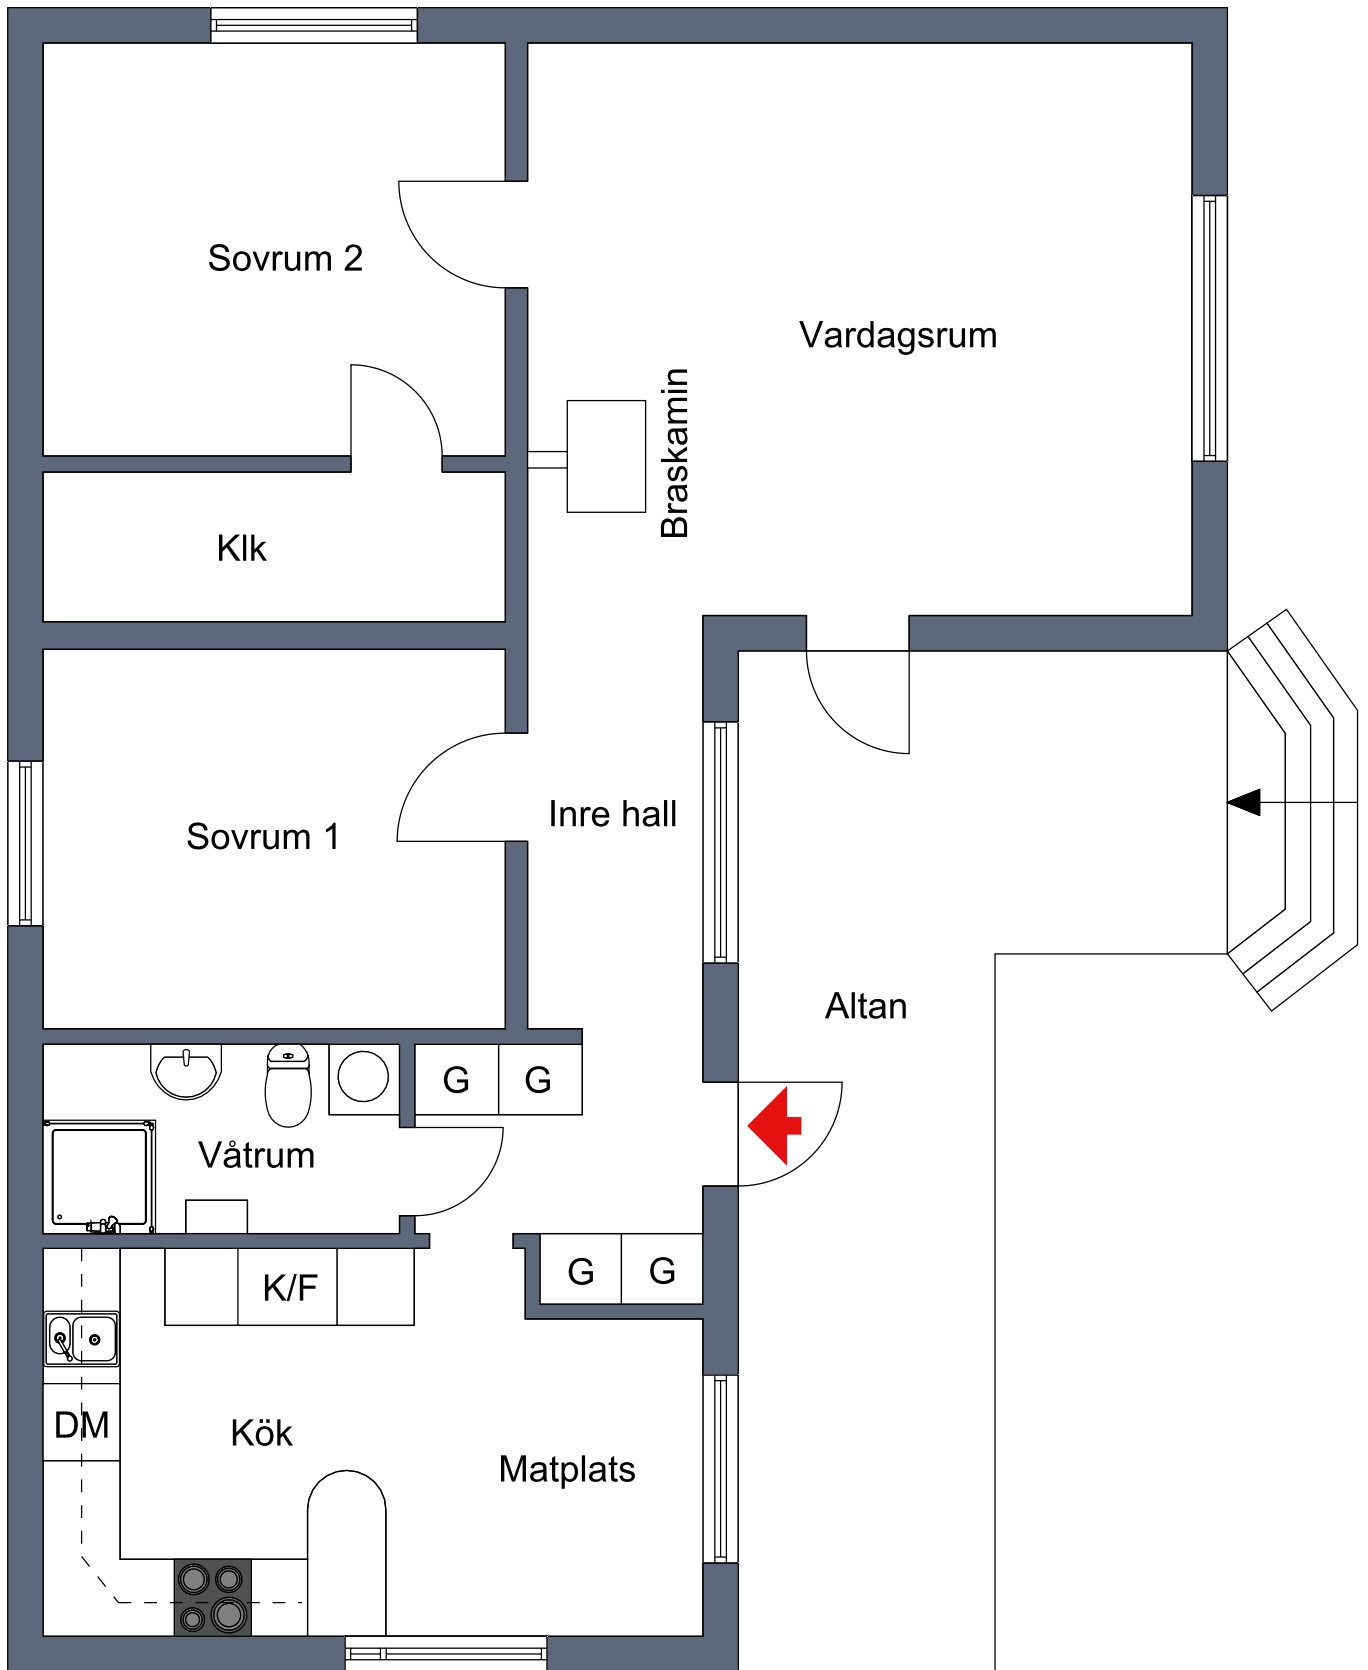 Sovrum 2
Vardagsrum
Braskamin
Klk
Sovrum 1
Inre hall
Altan
G
G
Våtrum
G
G
K/F
DM
Kök
Matplats